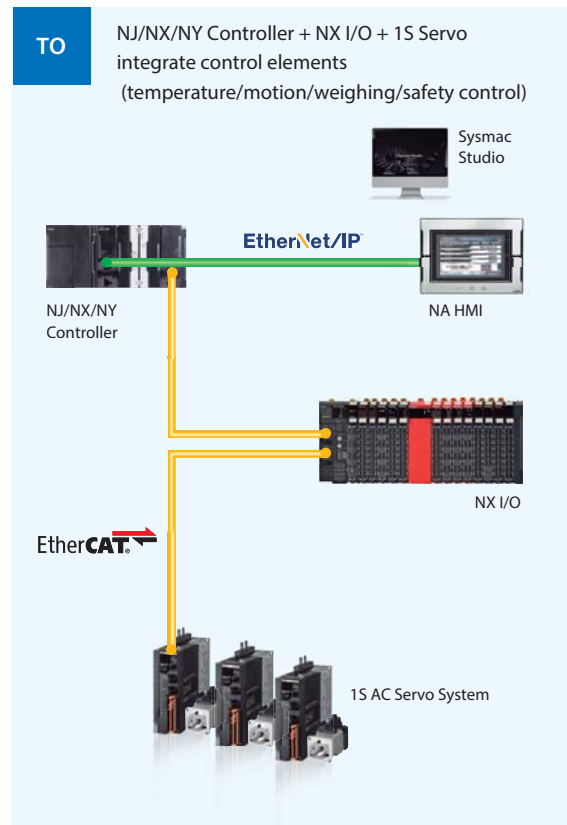 TO
NJ/NX/NY Controller + NX I/O + 1S Servo
integrate control elements
(temperature/motion/weighing/safety control)
Sysmac
Studio
EtherNet/IP
NJ/NX/NY
Controller
NA HMI
NX I/O
EtherCAT®
1S AC Servo System